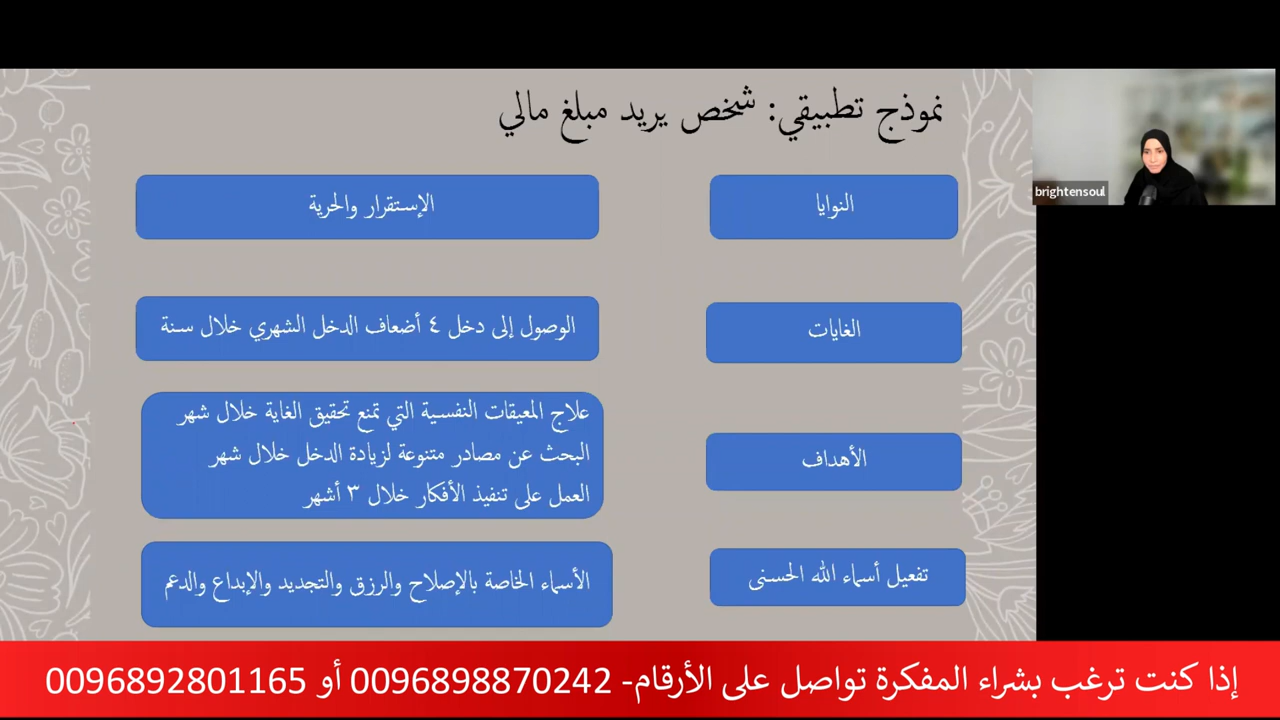 نموذج تطبيقي: شخص يريد مبلغ مالي
brightensoul
النوايا
الإستقرار والحرية
الغايات
الوصول إلى دخل ٤ أضعاف الدخل الشهري خلال سنة
الأهداف
علاج المعيقات النفسية التي تمنع تحقيق الغاية خلال شهر
البحث عن مصادر متنوعة لزيادة الدخل خلال شهر
العمل على تنفيذ الأفكار خلال ٣ أشهر
تفعيل أسماء الله الحسنى
الأسماء الخاصة بالإصلاح والرزق والتجديد والإبداع والدعم
إذا كنت ترغب بشراء المفكرة تواصل على الأرقام- 0096898870242 أو 0096892801165